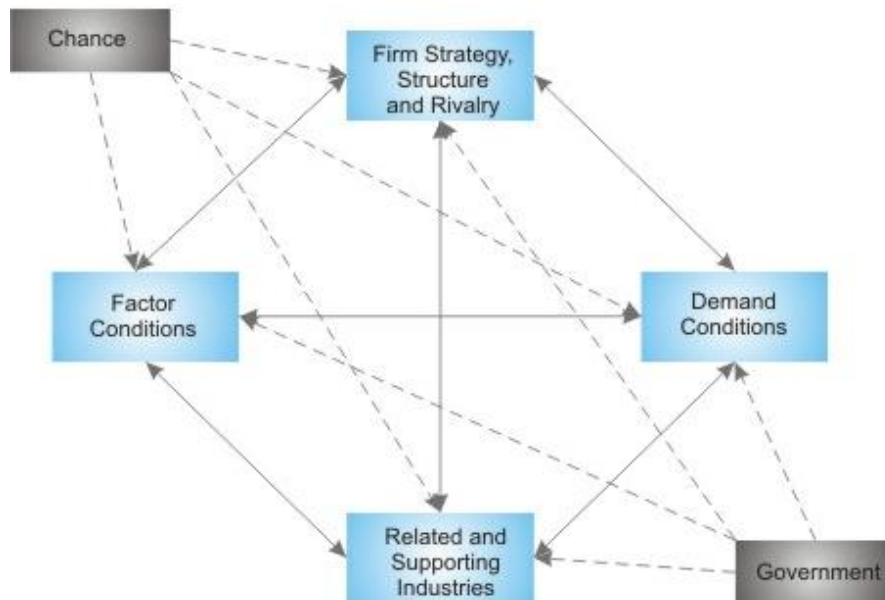 Chance
Firm Strategy,
Structure
and Rivalry
Factor
Conditions
Demand
Conditions
Related and
Supporting
Industries
Government